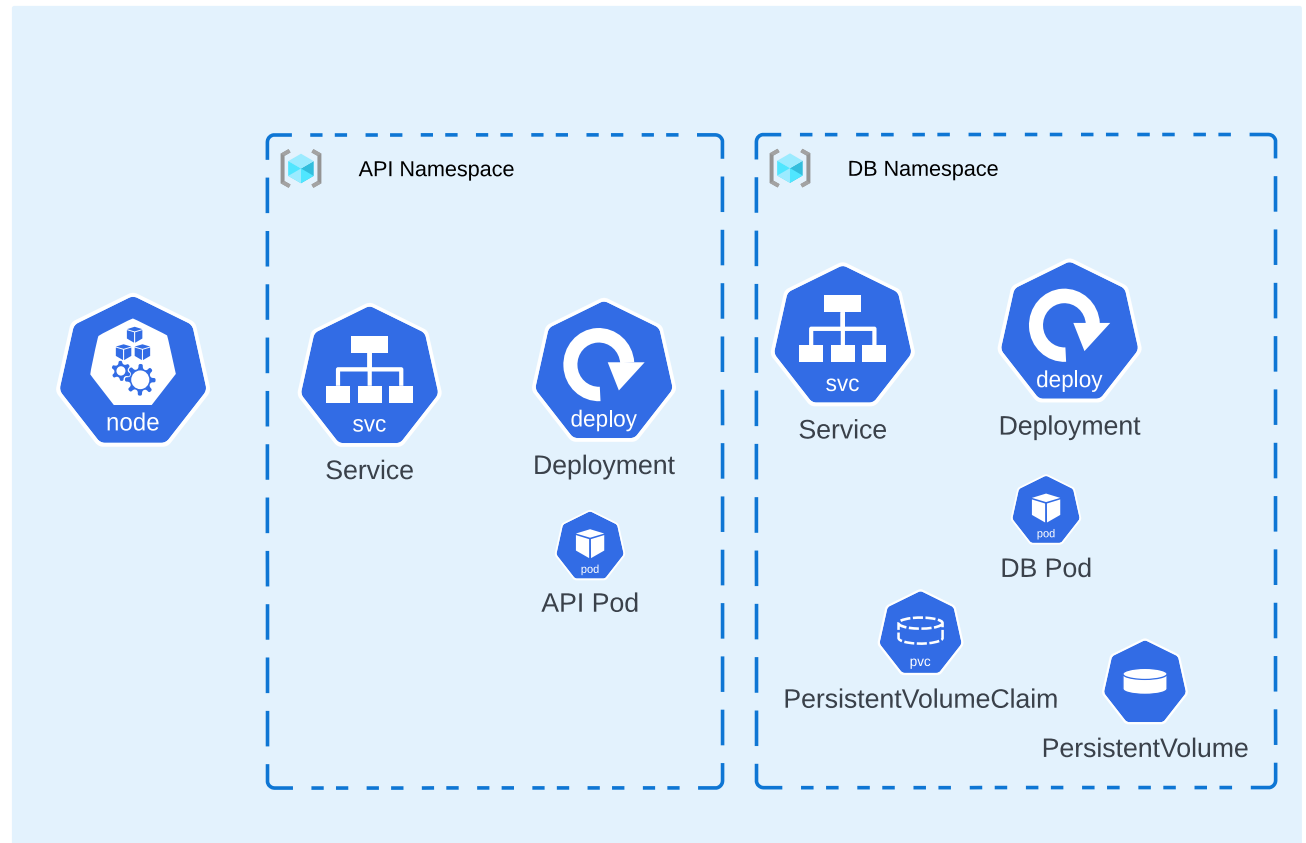 API Namespace
DB Namespace
node
svc
Service
deploy
Deployment
pod
API Pod
svc
Service
deploy
Deployment
pod
DB Pod
pvc
PersistentVolumeClaim
PersistentVolume